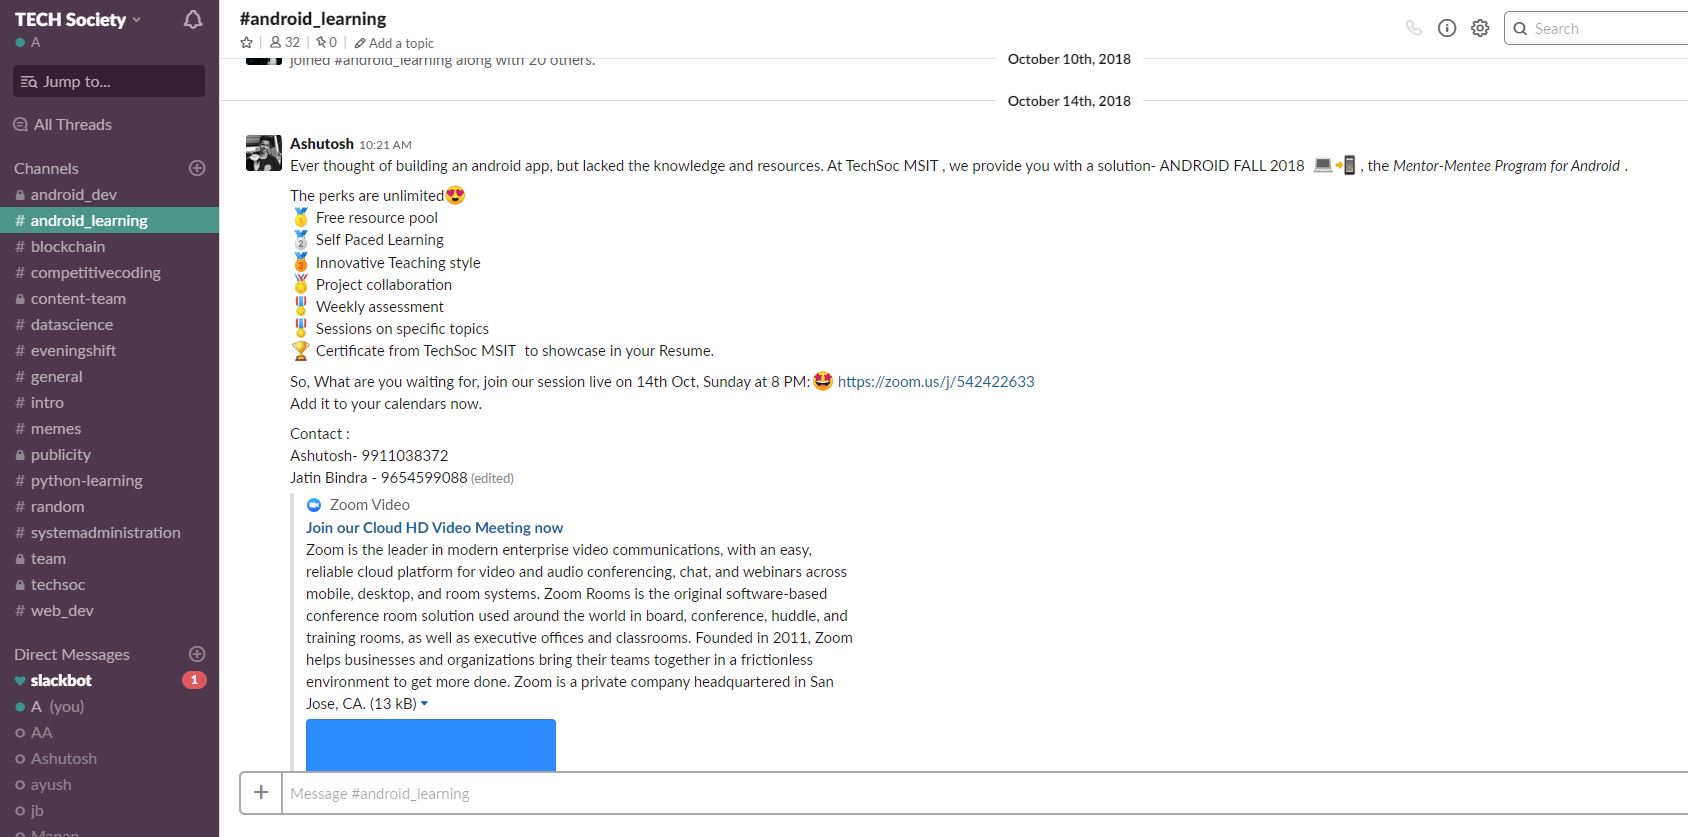 TECH Society
A
Jump to...
All Threads
Channels
android_dev
# android_learning
# blockchain
# competitivecoding
content-team
# datascience
# eveningshift
# general
# intro
# memes
publicity
# python-learning
# random
# systemadministration
team
techsoc
# web_dev
Direct Messages
slackbot 1
A (you)
AA
Ashutosh
ayush
jb
Manan
#android_learning
32 | 0 | Add a topic
Search
joined #android_learning along with 20 others.
October 10th, 2018
October 14th, 2018
Ashutosh 10:21 AM
Ever thought of building an android app, but lacked the knowledge and resources. At TechSoc MSIT , we provide you with a solution- ANDROID FALL 2018 💻📲 , the Mentor-Mentee Program for Android .
The perks are unlimited😍
🥇 Free resource pool
🥈 Self Paced Learning
🥉 Innovative Teaching style
🏅 Project collaboration
🎖 Weekly assessment
🎖 Sessions on specific topics
🏆 Certificate from TechSoc MSIT to showcase in your Resume.
So, What are you waiting for, join our session live on 14th Oct, Sunday at 8 PM:🤩 https://zoom.us/j/542422633
Add it to your calendars now.
Contact :
Ashutosh- 9911038372
Jatin Bindra - 9654599088 (edited)
Zoom Video
Join our Cloud HD Video Meeting now
Zoom is the leader in modern enterprise video communications, with an easy,
reliable cloud platform for video and audio conferencing, chat, and webinars across
mobile, desktop, and room systems. Zoom Rooms is the original software-based
conference room solution used around the world in board, conference, huddle, and
training rooms, as well as executive offices and classrooms. Founded in 2011, Zoom
helps businesses and organizations bring their teams together in a frictionless
environment to get more done. Zoom is a private company headquartered in San
Jose, CA. (13 kB)
+ Message #android_learning